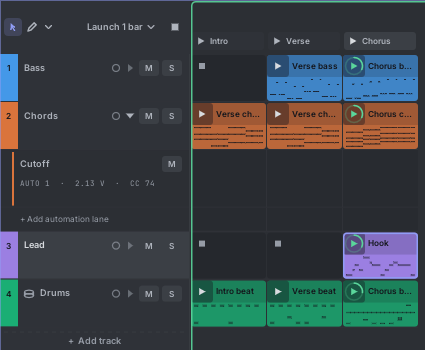 Launch 1 bar
Intro
Verse
Chorus
1 Bass M S
Verse bass
Chorus b...
2 Chords M S
Verse ch...
Verse ch...
Chorus c...
Cutoff M
AUTO 1 · 2.13 V · CC 74
+ Add automation lane
3 Lead M S
Hook
4 Drums M S
Intro beat
Verse beat
Chorus b...
+ Add track